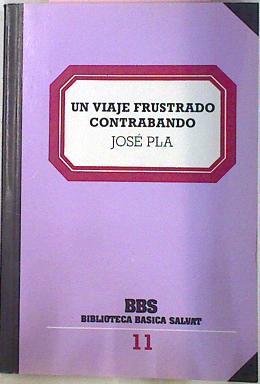 UN VIAJE FRUSTRADO
CONTRABANDO
JOSÉ PLA
BBS
BIBLIOTECA BASICA SALVAT
11